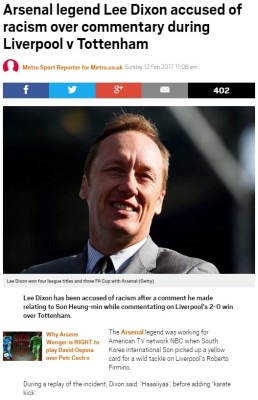 Arsenal legend Lee Dixon accused of
racism over commentary during
Liverpool v Tottenham
Metro Sport Reporter for Metro.co.uk Sunday 12 Feb 2017 11:08 am
402
Lee Dixon won four league titles and three FA Cup with Arsenal (Getty)
Lee Dixon has been accused of racism after a comment he made
relating to Son Heung-min while commentating on Liverpool's 2-0 win
over Tottenham.
Why Arsene
Wenger is RIGHT to
play David Ospina
over Petr Cech »
The Arsenal legend was working for
American TV network NBC when South
Korea international Son picked up a yellow
card for a wild tackle on Liverpool's Roberto
Firmino.
During a replay of the incident, Dixon said: 'Haaaiiyaa', before adding 'karate
kick'.